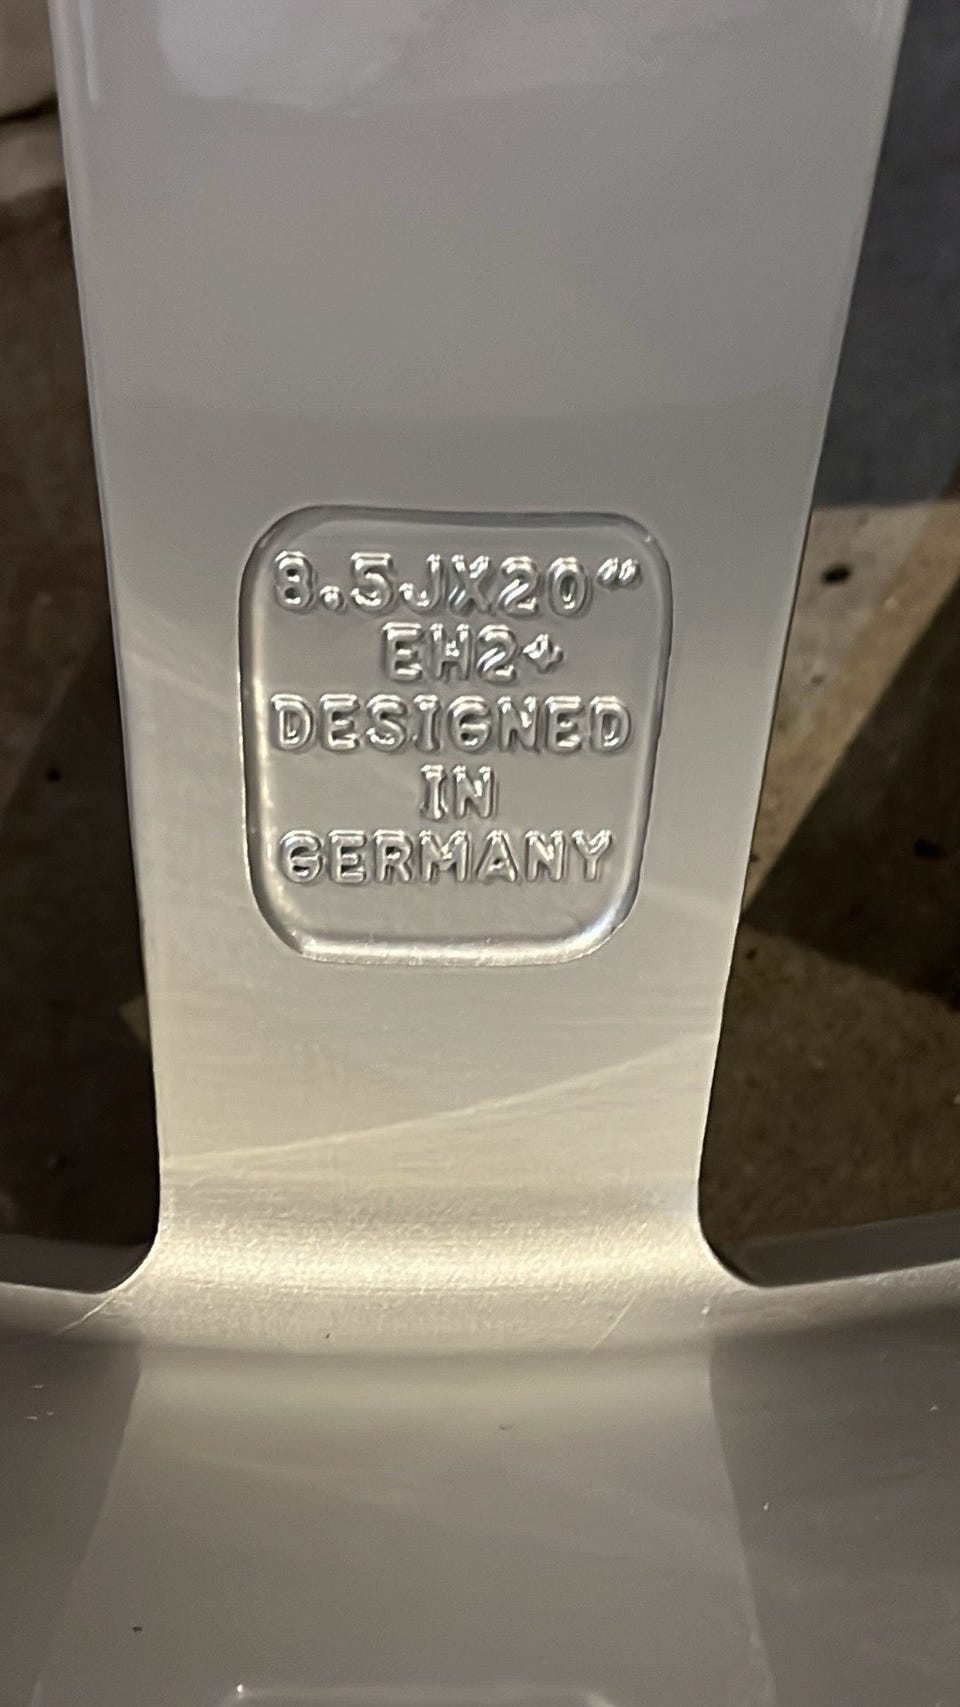 8.5JX20"
EH2+
DESIGNED
IN
GERMANY